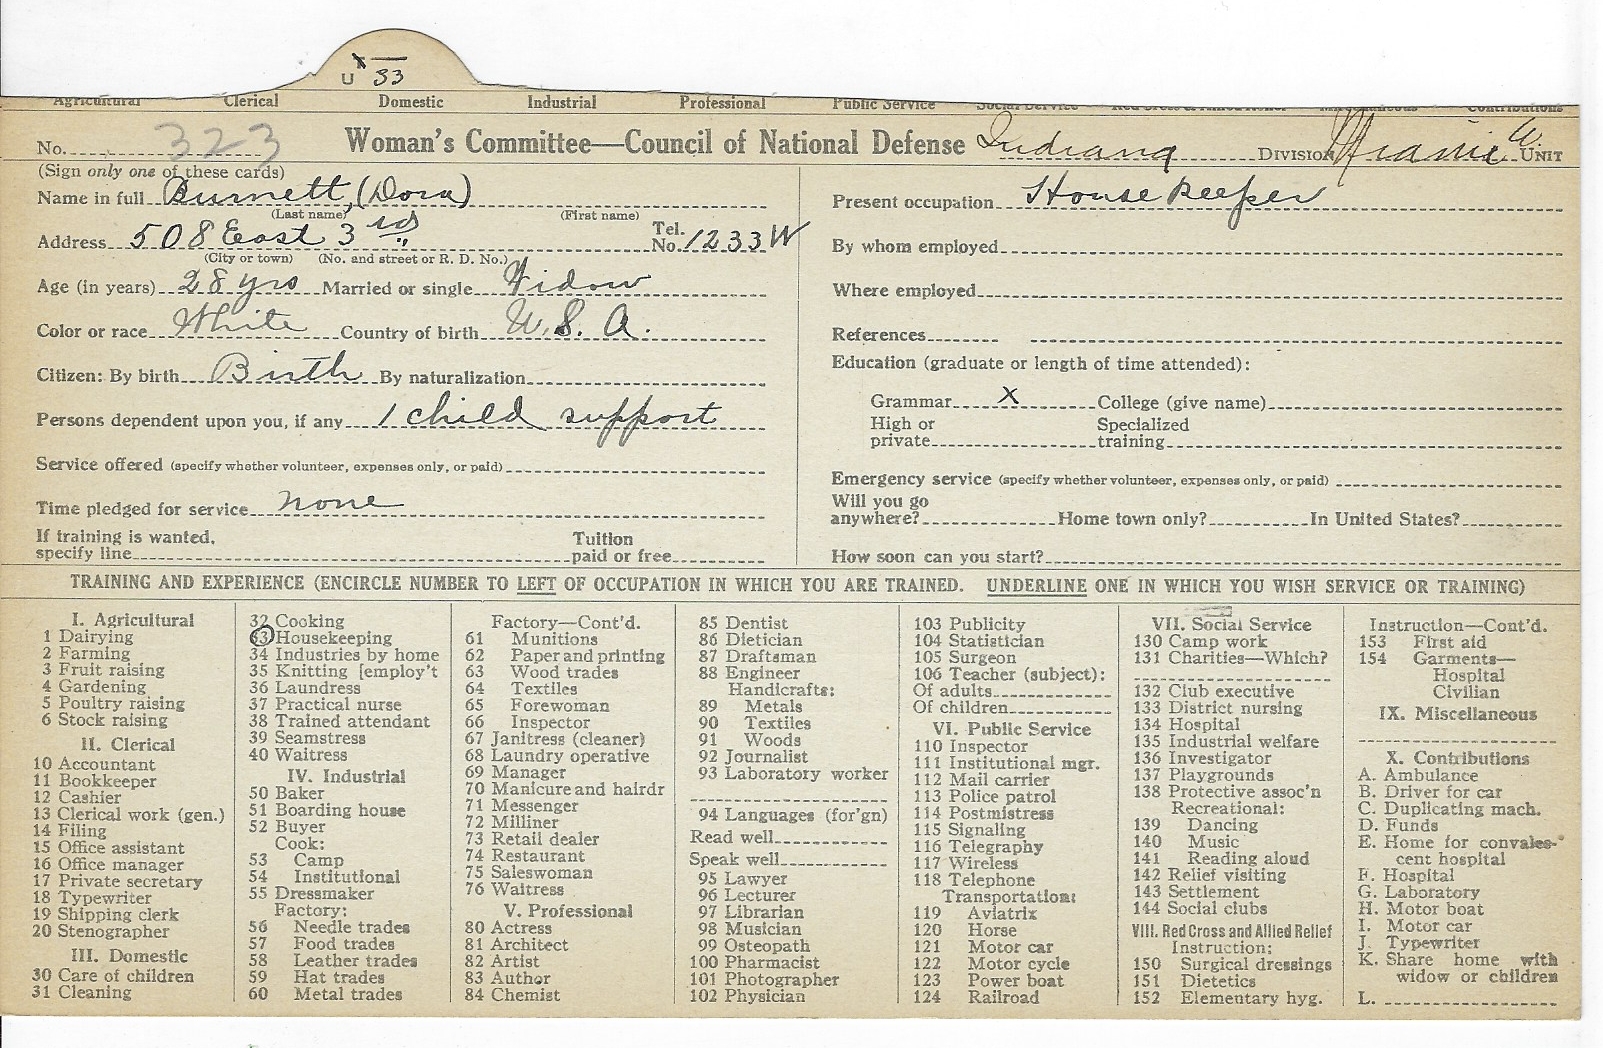 U 33
Agricultural Clerical Domestic Industrial Professional Public Service Social Service Red Cross & Allied Relief Miscellaneous Contributions
No. 323 Woman's Committee—Council of National Defense Indiana DIVISION W. UNIT
(Sign only one of these cards)
Name in full Burnett, (Dora)
(Last name) (First name)
Address 508 East 3rd Tel. No. 1233W
(City or town) (No. and street or R. D. No.)
Age (in years) 28 yrs Married or single Widow
Color or race White Country of birth U.S.A.
Citizen: By birth Birth By naturalization
Persons dependent upon you, if any 1 child support
Service offered (specify whether volunteer, expenses only, or paid)
Time pledged for service none
If training is wanted, specify line Tuition paid or free
Present occupation House keeper
By whom employed
Where employed
References
Education (graduate or length of time attended):
Grammar X College (give name)
High or private Specialized training
Emergency service (specify whether volunteer, expenses only, or paid)
Will you go anywhere? Home town only? In United States?
How soon can you start?
TRAINING AND EXPERIENCE (ENCIRCLE NUMBER TO LEFT OF OCCUPATION IN WHICH YOU ARE TRAINED. UNDERLINE ONE IN WHICH YOU WISH SERVICE OR TRAINING)
I. Agricultural
1 Dairying
2 Farming
3 Fruit raising
4 Gardening
5 Poultry raising
6 Stock raising
II. Clerical
10 Accountant
11 Bookkeeper
12 Cashier
13 Clerical work (gen.)
14 Filing
15 Office assistant
16 Office manager
17 Private secretary
18 Typewriter
19 Shipping clerk
20 Stenographer
III. Domestic
30 Care of children
31 Cleaning
32 Cooking
33 Housekeeping
34 Industries by home
35 Knitting [employ't
36 Laundress
37 Practical nurse
38 Trained attendant
39 Seamstress
40 Waitress
IV. Industrial
50 Baker
51 Boarding house
52 Buyer
Cook:
53 Camp
54 Institutional
55 Dressmaker
Factory:
56 Needle trades
57 Food trades
58 Leather trades
59 Hat trades
60 Metal trades
Factory—Cont'd.
61 Munitions
62 Paper and printing
63 Wood trades
64 Textiles
65 Forewoman
66 Inspector
67 Janitress (cleaner)
68 Laundry operative
69 Manager
70 Manicure and hairdr
71 Messenger
72 Milliner
73 Retail dealer
74 Restaurant
75 Saleswoman
76 Waitress
V. Professional
80 Actress
81 Architect
82 Artist
83 Author
84 Chemist
85 Dentist
86 Dietician
87 Draftsman
88 Engineer
Handicrafts:
89 Metals
90 Textiles
91 Woods
92 Journalist
93 Laboratory worker
94 Languages (for'gn)
Read well
Speak well
95 Lawyer
96 Lecturer
97 Librarian
98 Musician
99 Osteopath
100 Pharmacist
101 Photographer
102 Physician
103 Publicity
104 Statistician
105 Surgeon
106 Teacher (subject):
Of adults
Of children
VI. Public Service
110 Inspector
111 Institutional mgr.
112 Mail carrier
113 Police patrol
114 Postmistress
115 Signaling
116 Telegraphy
117 Wireless
118 Telephone
Transportation:
119 Aviatrix
120 Horse
121 Motor car
122 Motor cycle
123 Power boat
124 Railroad
VII. Social Service
130 Camp work
131 Charities—Which?
132 Club executive
133 District nursing
134 Hospital
135 Industrial welfare
136 Investigator
137 Playgrounds
138 Protective assoc'n
Recreational:
139 Dancing
140 Music
141 Reading aloud
142 Relief visiting
143 Settlement
144 Social clubs
VIII. Red Cross and Allied Relief
Instruction:
150 Surgical dressings
151 Dietetics
152 Elementary hyg.
Instruction—Cont'd.
153 First aid
154 Garments—
Hospital
Civilian
IX. Miscellaneous
X. Contributions
A. Ambulance
B. Driver for car
C. Duplicating mach.
D. Funds
E. Home for convales-
cent hospital
F. Hospital
G. Laboratory
H. Motor boat
I. Motor car
J. Typewriter
K. Share home with
widow or children
L.